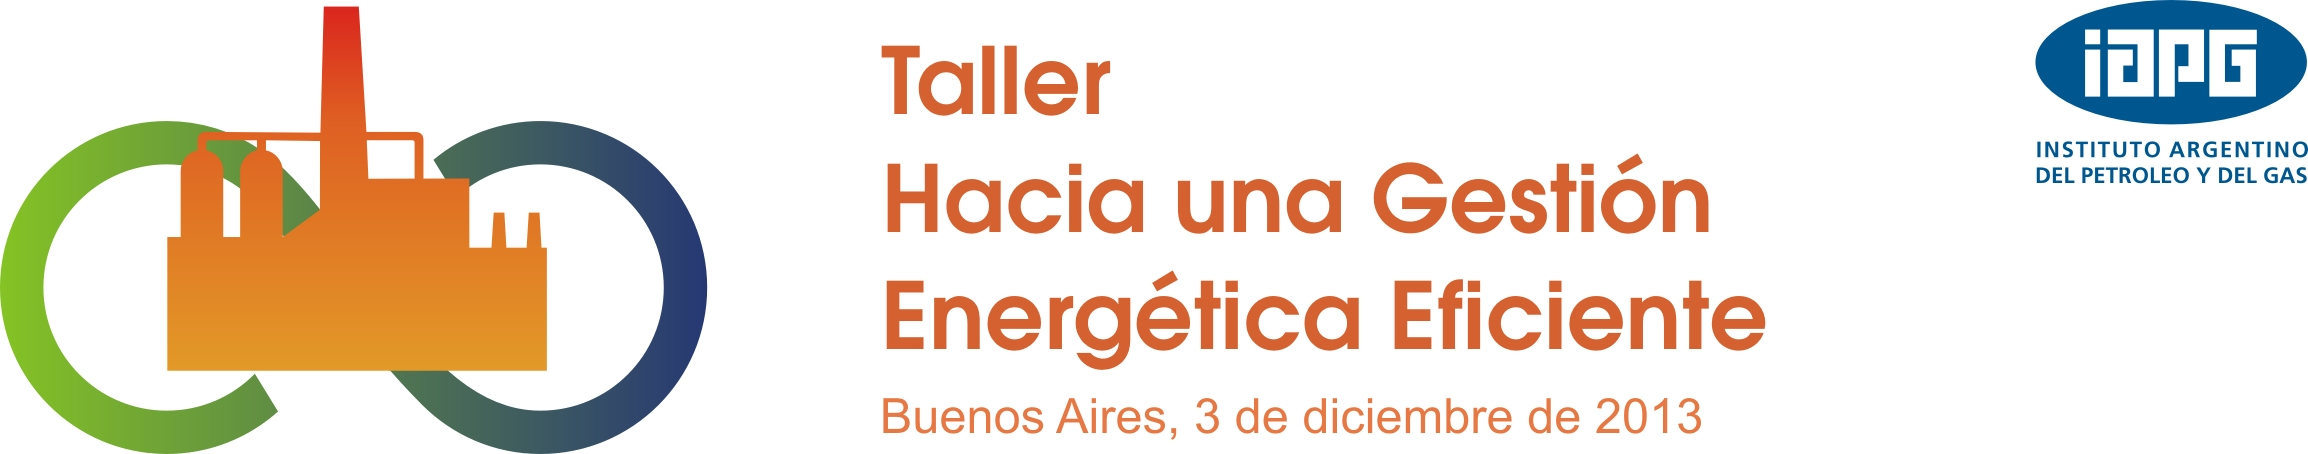 Taller
Hacia una Gestión
Energética Eficiente
Buenos Aires, 3 de diciembre de 2013
iAPG
INSTITUTO ARGENTINO
DEL PETROLEO Y DEL GAS